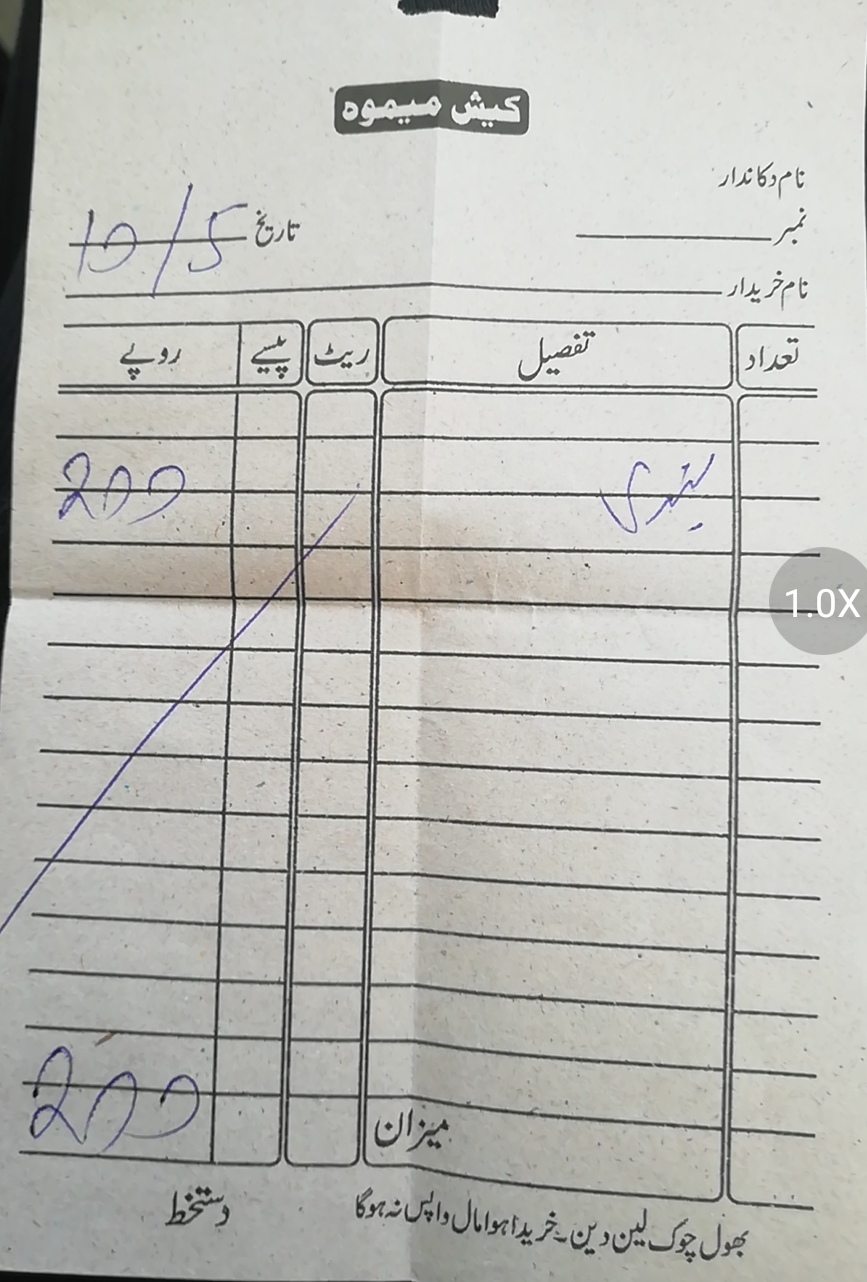 کیش میموہ
نام دکاندار
نمبر
تاریخ 10/5
نام خریدار
تعداد تفصیل ریٹ پیسے روپے
200
1.0X
میزان 200
بھول چوک لین دین۔ خریدا ہوا مال واپس نہ ہوگا
دستخط